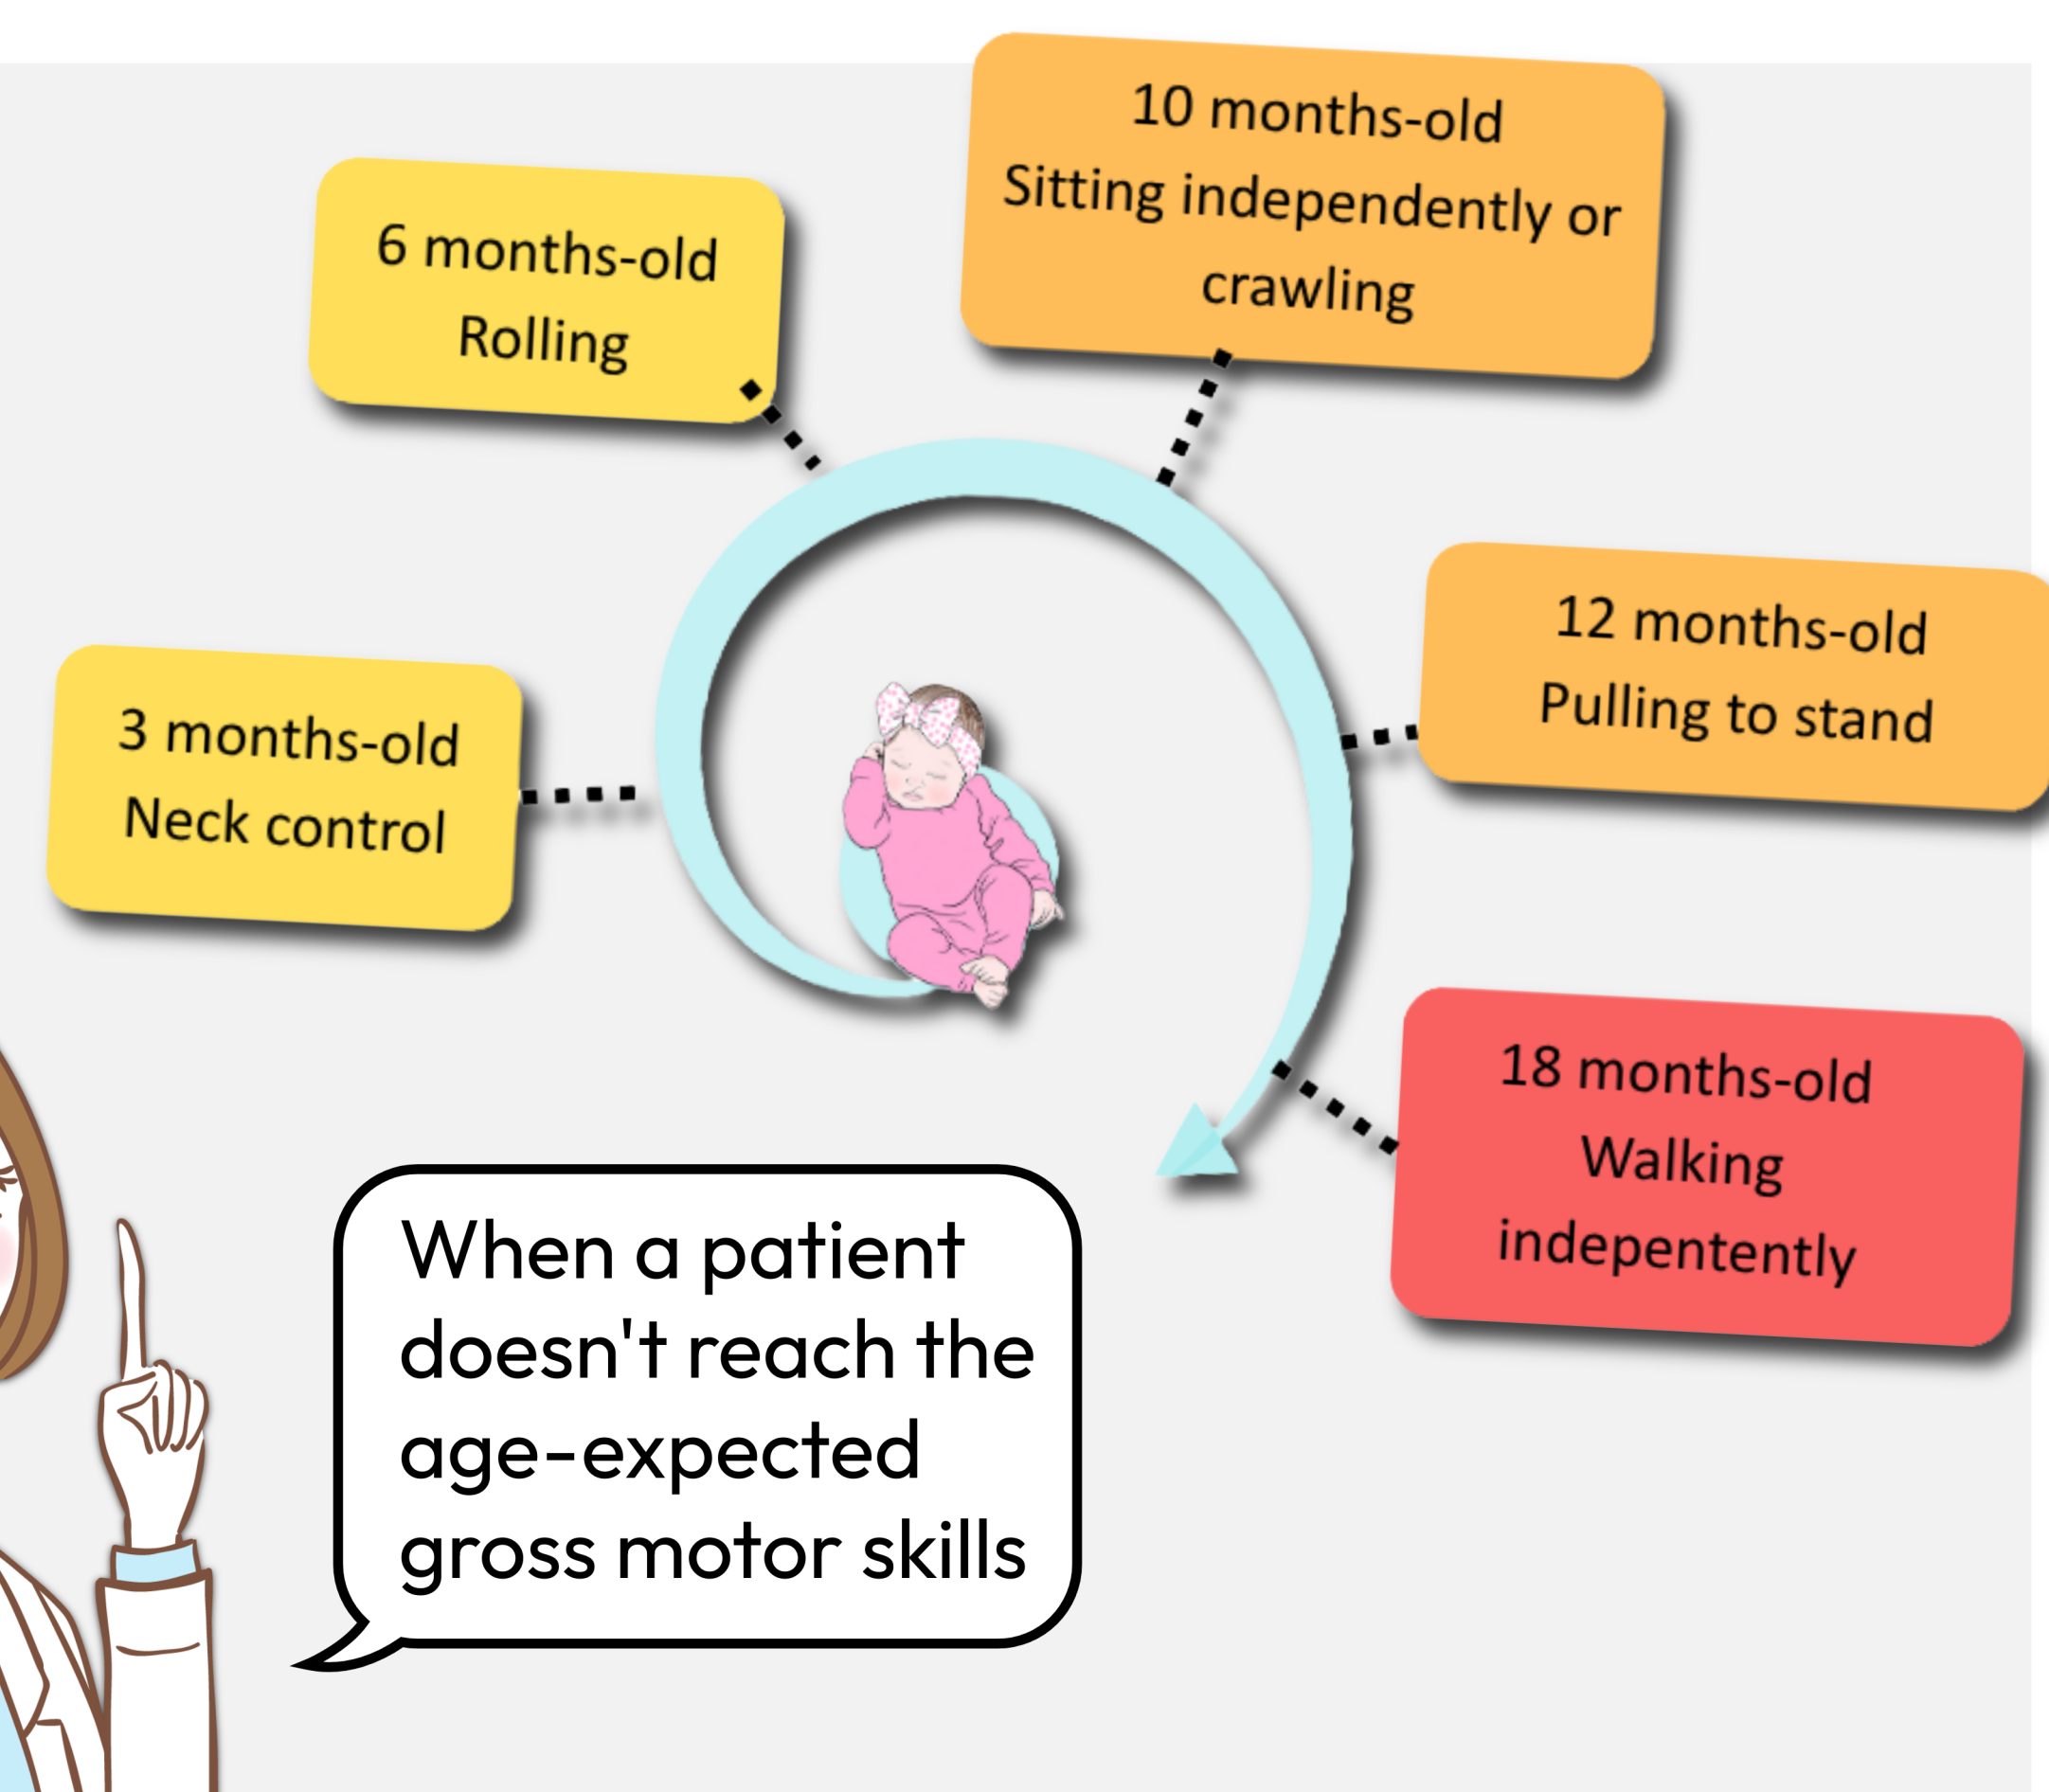 3 months-old
Neck control
6 months-old
Rolling
10 months-old
Sitting independently or
crawling
12 months-old
Pulling to stand
18 months-old
Walking
indepentently
When a patient
doesn't reach the
age-expected
gross motor skills